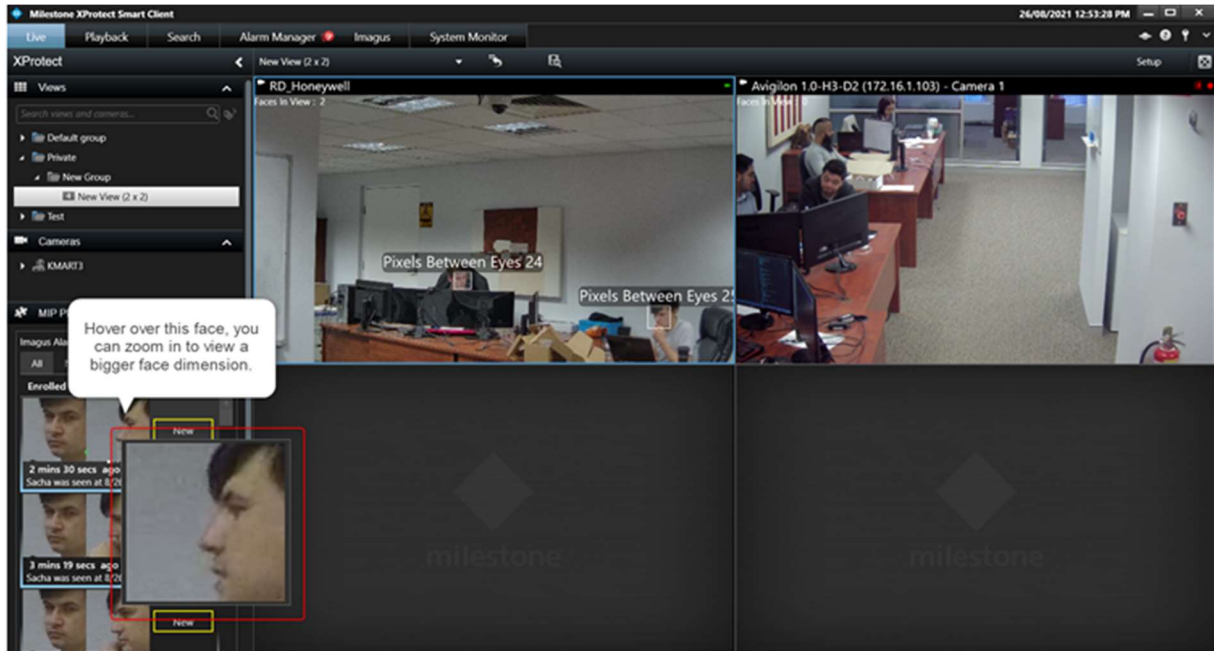 Milestone XProtect Smart Client
26/08/2021 12:53:28 PM
Live Playback Search Alarm Manager Imagus System Monitor
XProtect
New View (2 x 2)
Setup
Views
Search views and cameras...
Default group
Private
New Group
New View (2 x 2)
Test
Cameras
KMART3
MIP
RD_Honeywell
Faces In View : 2
Pixels Between Eyes 24
Pixels Between Eyes 25
Avigilon 1.0-H3-D2 (172.16.1.103) - Camera 1
Faces In View : 0
Hover over this face, you
can zoom in to view a
bigger face dimension.
Imagus
All
Enrolled
New
2 mins 30 secs ago
Sacha was seen at
3 mins 19 secs ago
Sacha was seen at
New
milestone
milestone